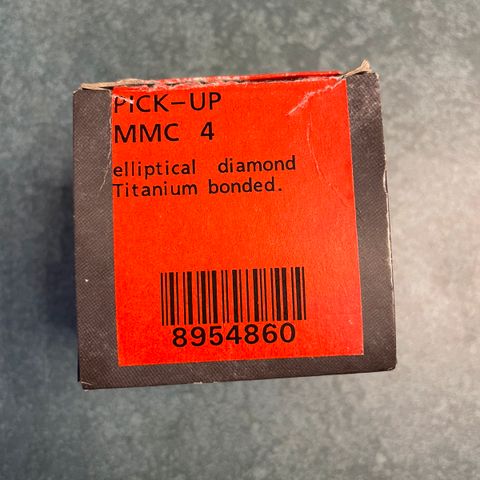 PICK-UP
MMC 4
elliptical diamond
Titanium bonded.
8954860